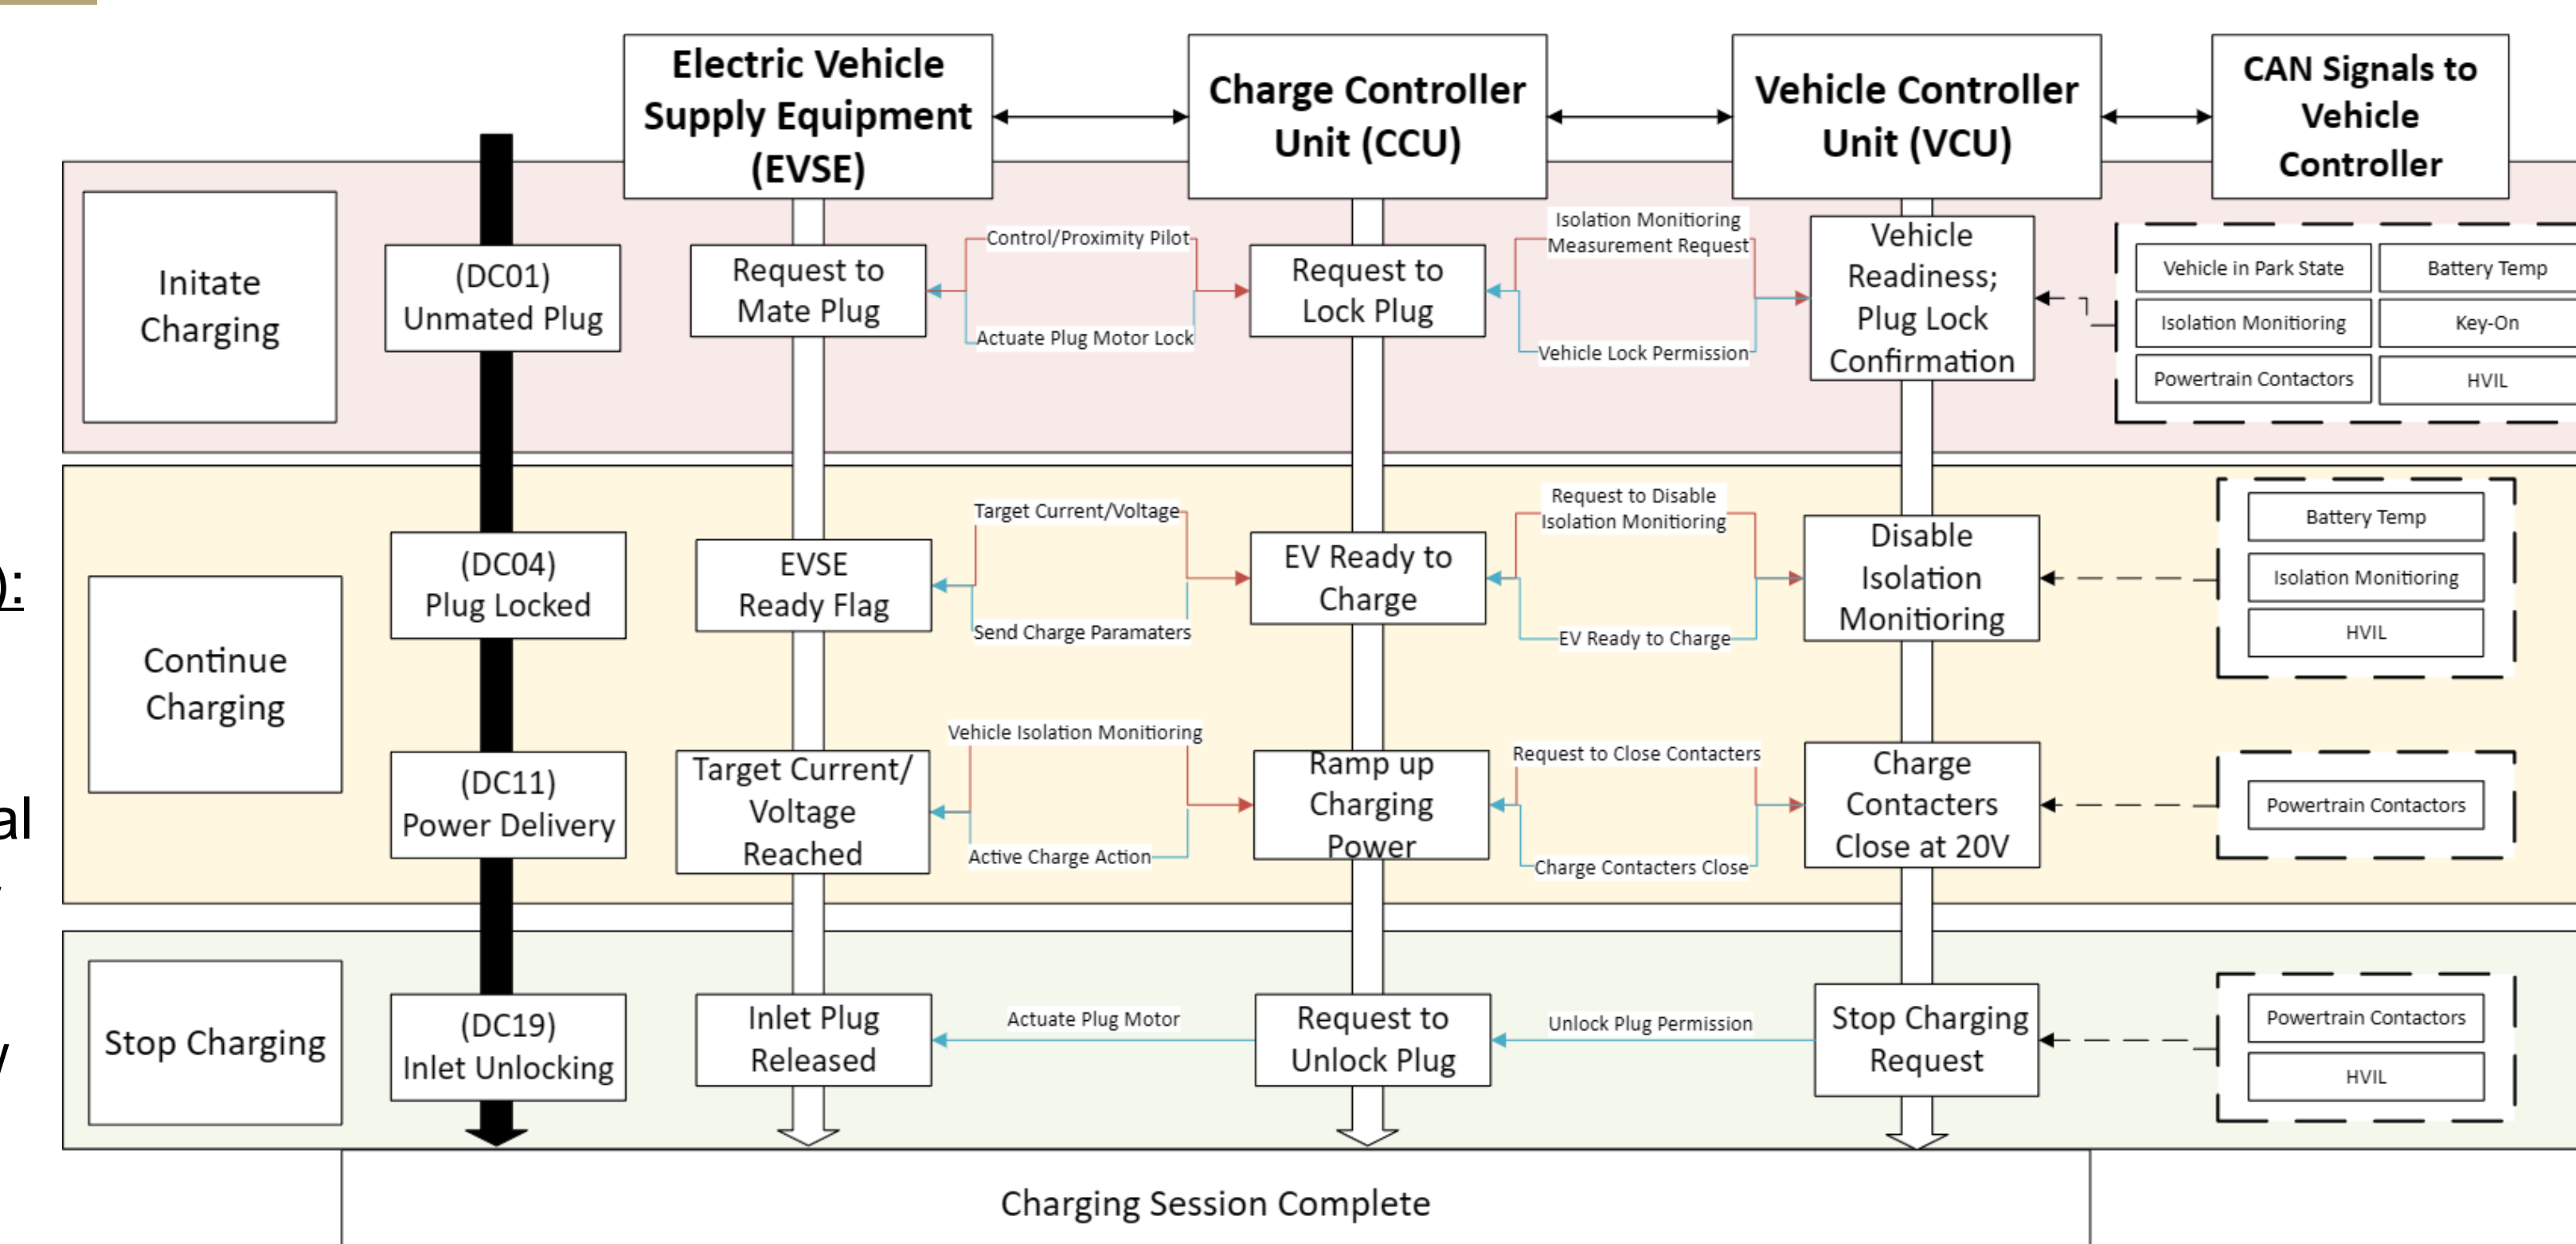 Electric Vehicle
Supply Equipment
(EVSE)
Charge Controller
Unit (CCU)
Vehicle Controller
Unit (VCU)
CAN Signals to
Vehicle
Controller
Initate
Charging
(DC01)
Unmated Plug
Request to
Mate Plug
Control/Proximity Pilot
Actuate Plug Motor Lock
Request to
Lock Plug
Isolation Monitioring
Measurement Request
Vehicle Lock Permission
Vehicle
Readiness;
Plug Lock
Confirmation
Vehicle in Park State
Battery Temp
Isolation Monitoring
Key-On
Powertrain Contactors
HVIL
):
al
Continue
Charging
(DC04)
Plug Locked
EVSE
Ready Flag
Target Current/Voltage
Send Charge Paramaters
EV Ready to
Charge
Request to Disable
Isolation Monitoring
EV Ready to Charge
Disable
Isolation
Monitoring
Battery Temp
Isolation Monitoring
HVIL
(DC11)
Power Delivery
Target Current/
Voltage
Reached
Vehicle Isolation Monitoring
Active Charge Action
Ramp up
Charging
Power
Request to Close Contacters
Charge Contacters Close
Charge
Contacters
Close at 20V
Powertrain Contactors
Stop Charging
(DC19)
Inlet Unlocking
Inlet Plug
Released
Actuate Plug Motor
Request to
Unlock Plug
Unlock Plug Permission
Stop Charging
Request
Powertrain Contactors
HVIL
Charging Session Complete